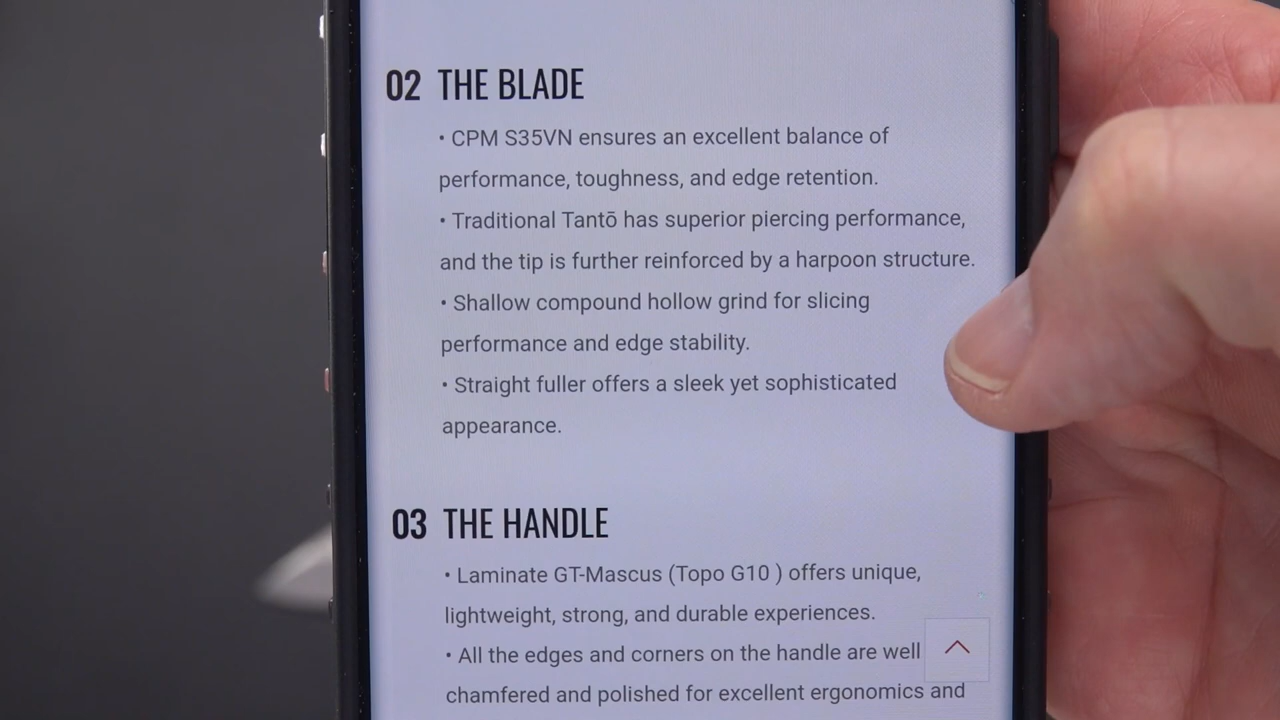 02 THE BLADE
• CPM S35VN ensures an excellent balance of
performance, toughness, and edge retention.
• Traditional Tantō has superior piercing performance,
and the tip is further reinforced by a harpoon structure.
• Shallow compound hollow grind for slicing
performance and edge stability.
• Straight fuller offers a sleek yet sophisticated
appearance.
03 THE HANDLE
• Laminate GT-Mascus (Topo G10 ) offers unique,
lightweight, strong, and durable experiences.
• All the edges and corners on the handle are well
chamfered and polished for excellent ergonomics and